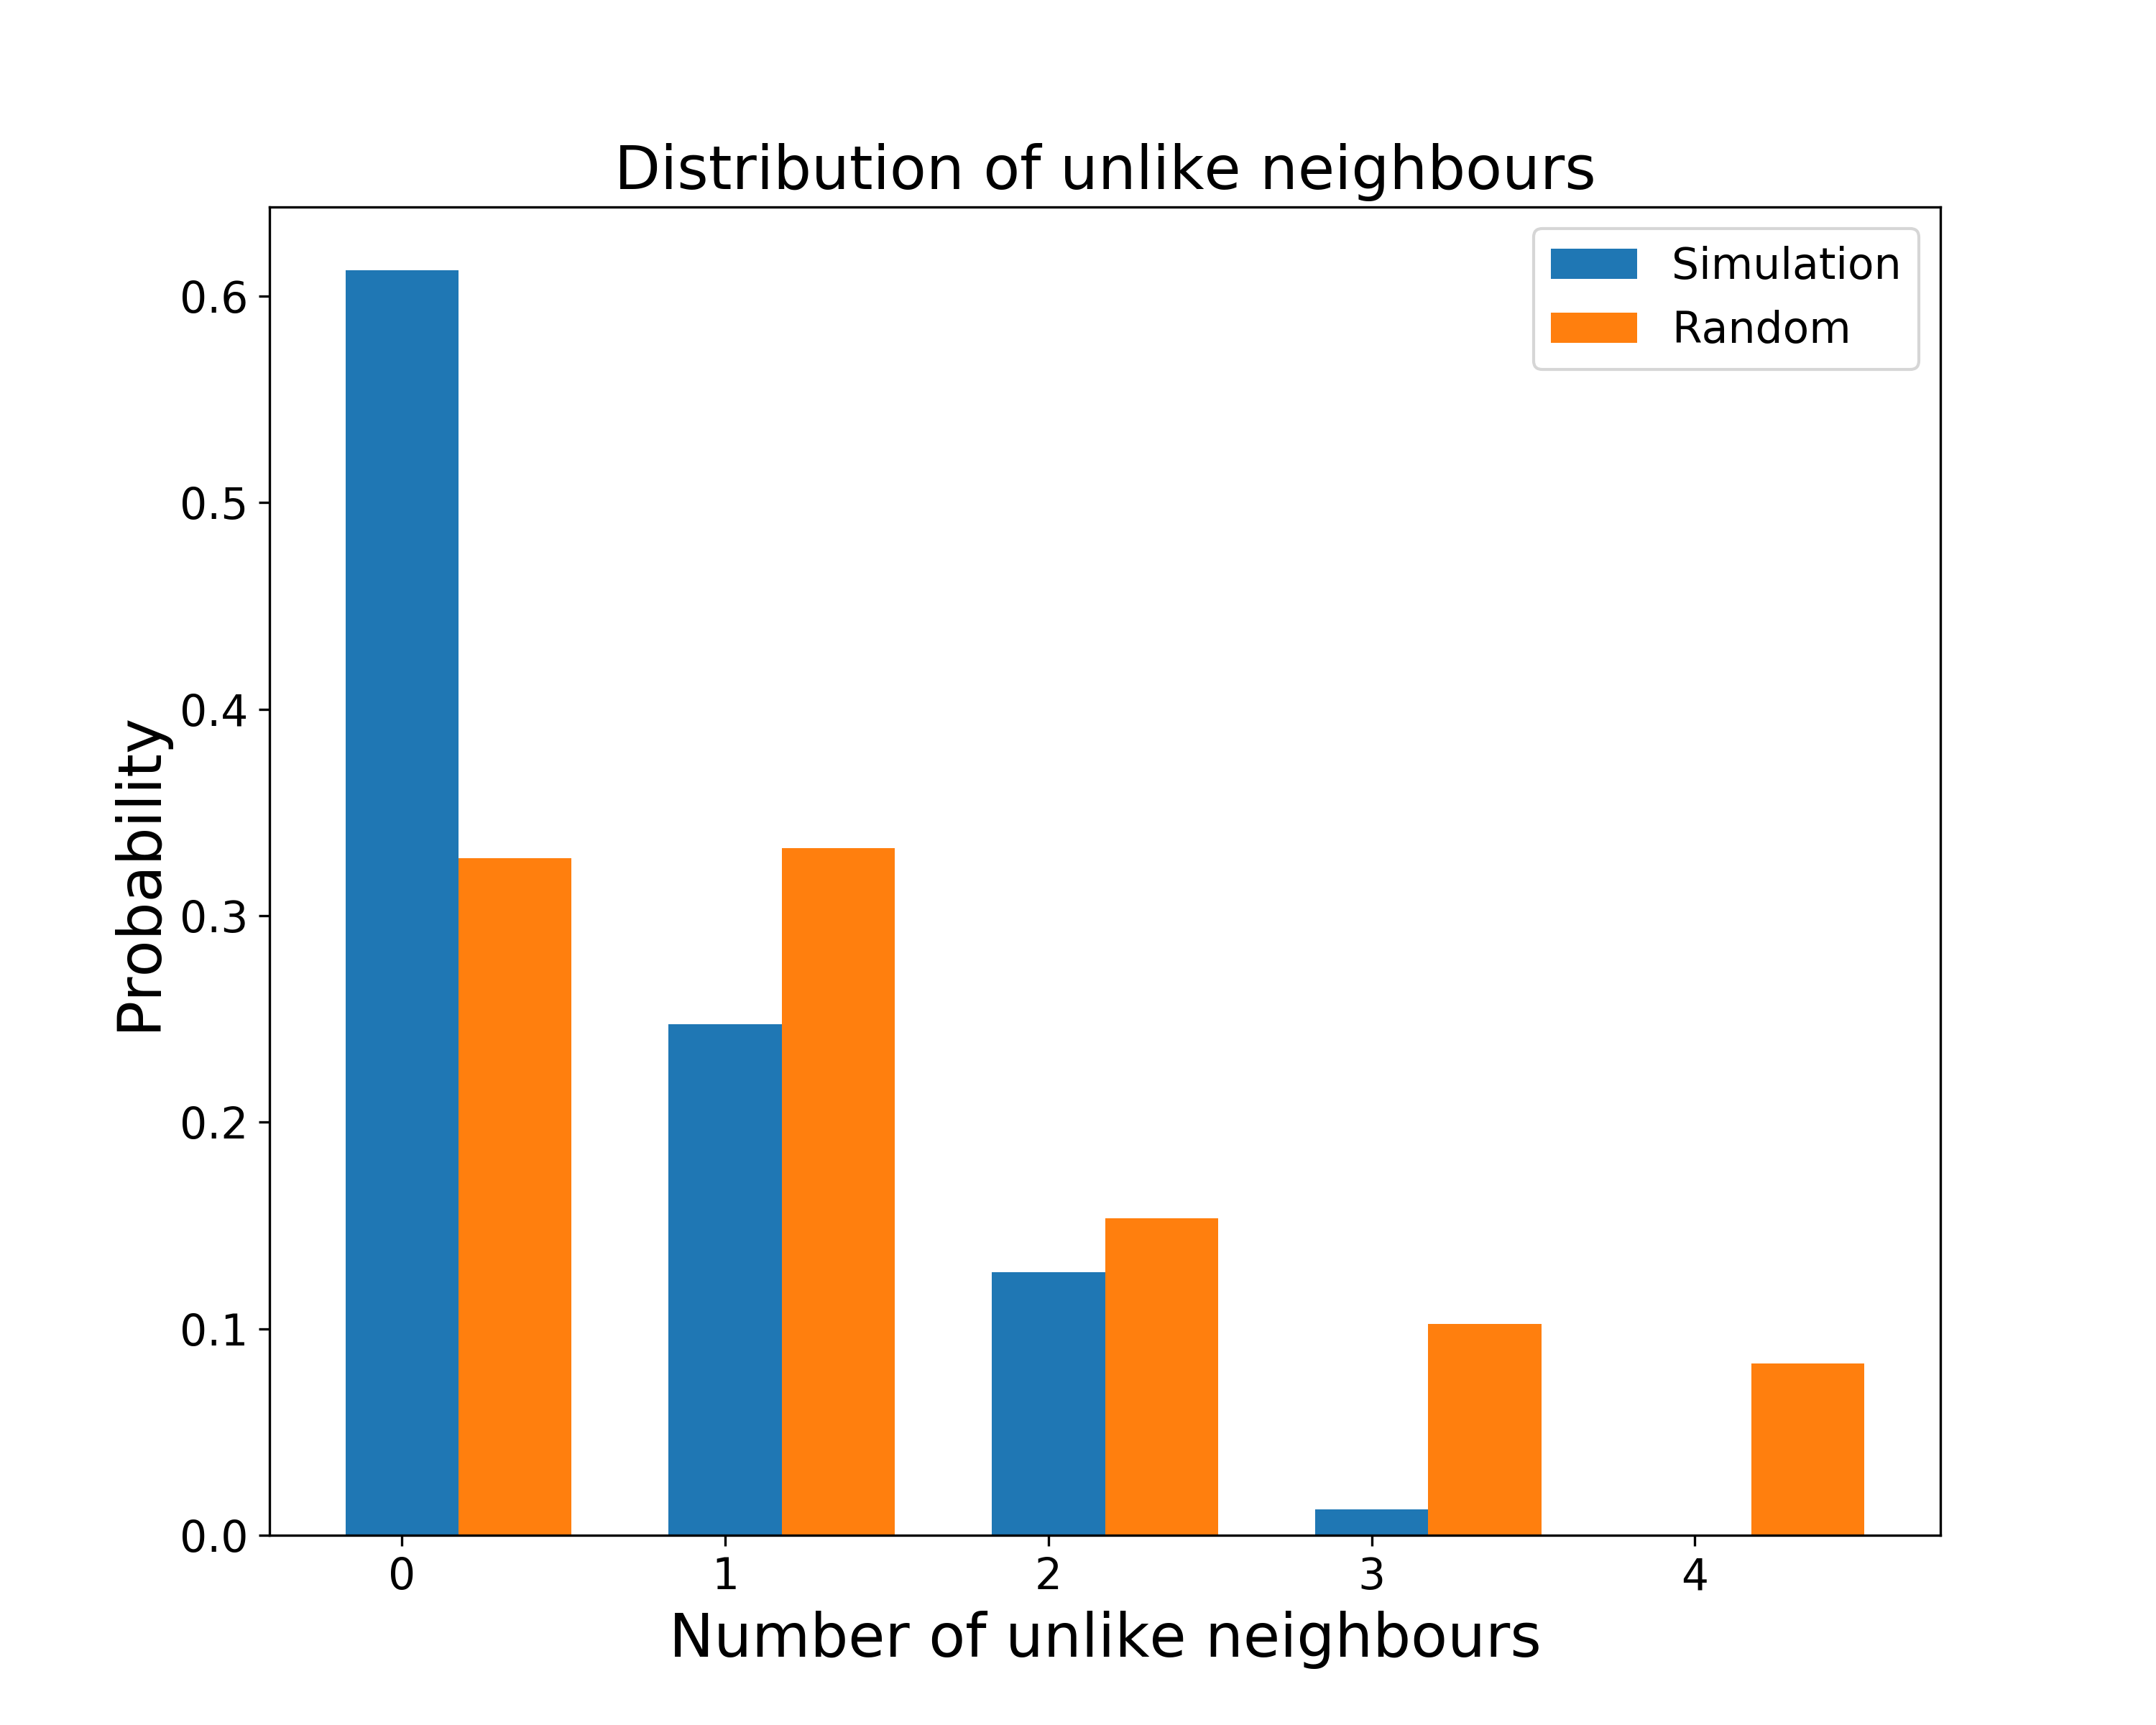 Distribution of unlike neighbours
Simulation
Random
0.6
0.5
0.4
0.3
0.2
0.1
0.0
Probability
0 1 2 3 4
Number of unlike neighbours